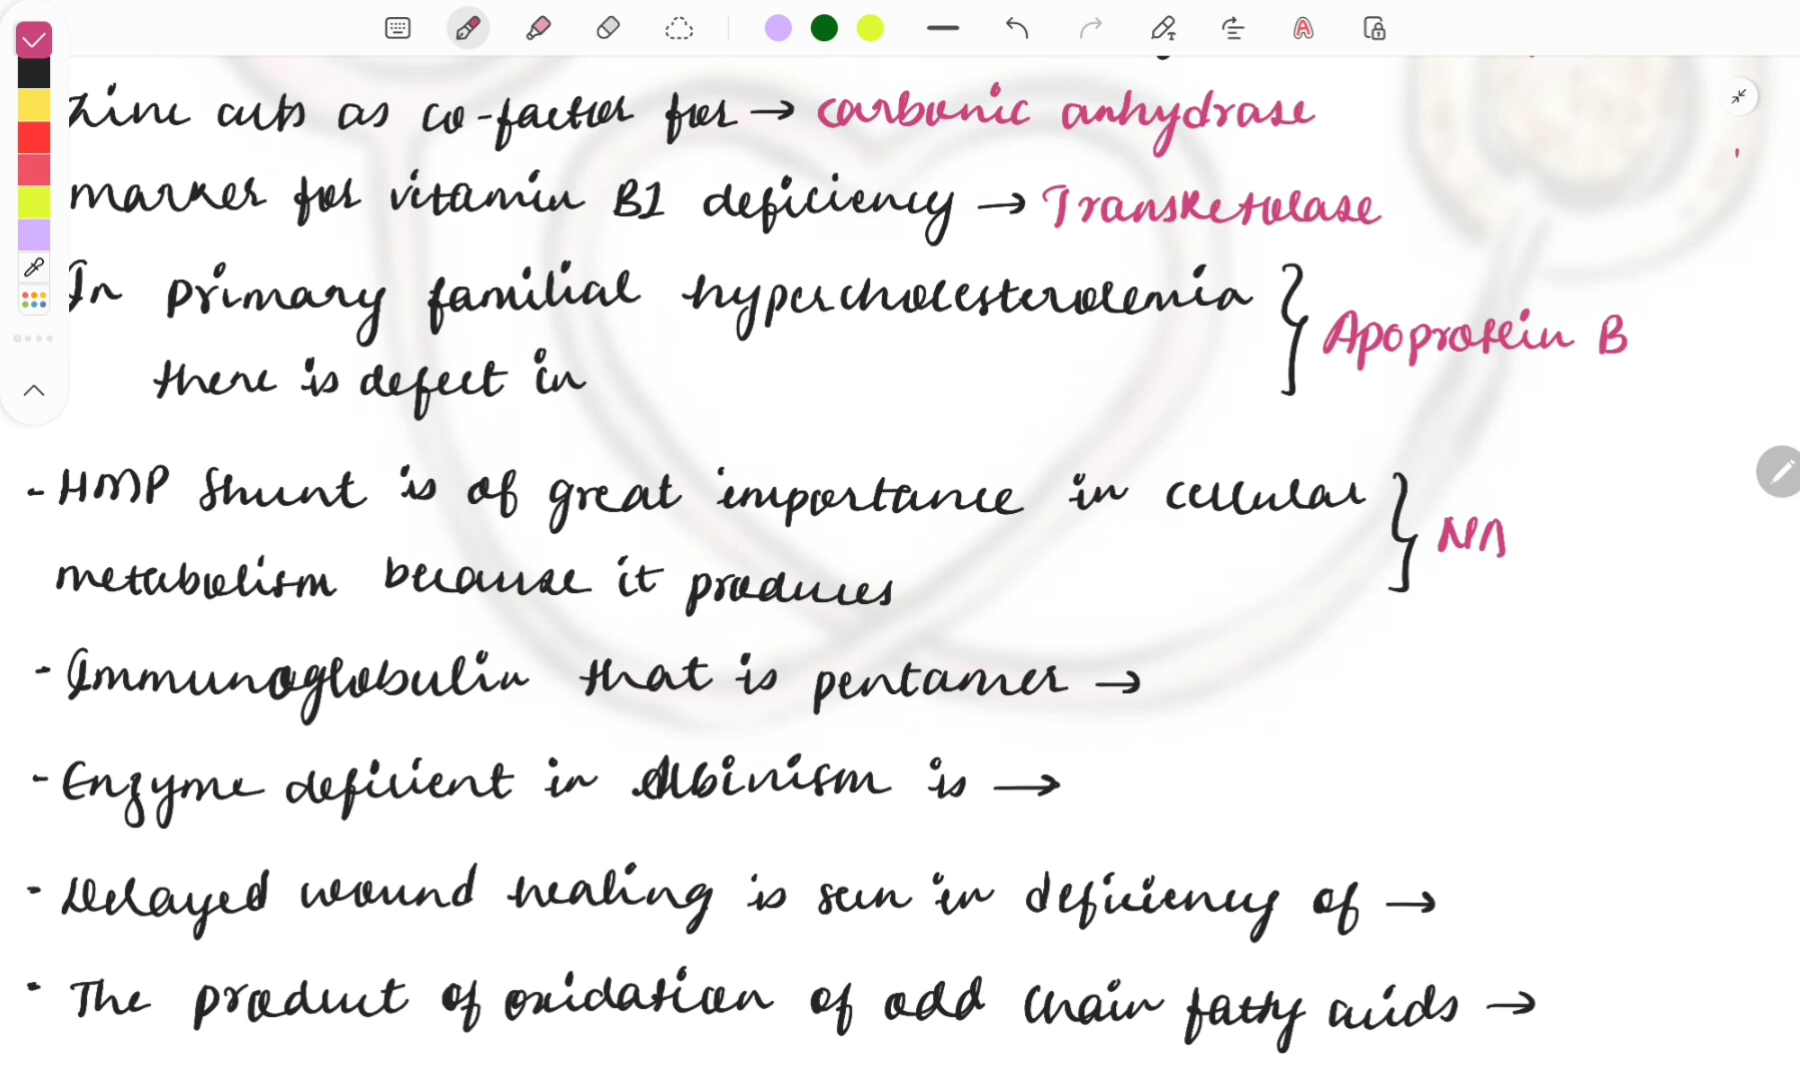 Zinc acts as co-factor for → carbonic anhydrase
marker for vitamin B1 deficiency → Transketolase
In primary familial hypercholesterolemia } Apoprotein B
there is defect in
- HMP shunt is of great importance in cellular } NA
metabolism because it produces
- Immunoglobulin that is pentamer →
- Enzyme deficient in Albinism is →
- Delayed wound healing is seen in deficiency of →
- The product of oxidation of odd chain fatty acids →